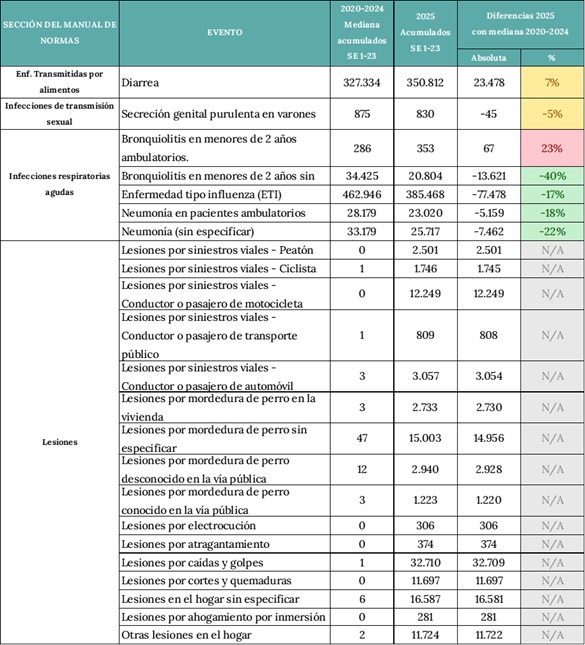 SECCIÓN DEL MANUAL DE NORMAS | EVENTO | 2020-2024 Mediana acumulados SE 1-23 | 2025 Acumulados SE 1-23 | Diferencias 2025 con mediana 2020-2024
Absoluta | %
Enf. Transmitidas por alimentos | Diarrea | 327.334 | 350.812 | 23.478 | 7%
Infecciones de transmisión sexual | Secreción genital purulenta en varones | 875 | 830 | -45 | -5%
Infecciones respiratorias agudas | Bronquiolitis en menores de 2 años ambulatorios. | 286 | 353 | 67 | 23%
Bronquiolitis en menores de 2 años sin | 34.425 | 20.804 | -13.621 | -40%
Enfermedad tipo influenza (ETI) | 462.946 | 385.468 | -77.478 | -17%
Neumonía en pacientes ambulatorios | 28.179 | 23.020 | -5.159 | -18%
Neumonía (sin especificar) | 33.179 | 25.717 | -7.462 | -22%
Lesiones | Lesiones por siniestros viales - Peatón | 0 | 2.501 | 2.501 | N/A
Lesiones por siniestros viales - Ciclista | 1 | 1.746 | 1.745 | N/A
Lesiones por siniestros viales - Conductor o pasajero de motocicleta | 0 | 12.249 | 12.249 | N/A
Lesiones por siniestros viales - Conductor o pasajero de transporte público | 1 | 809 | 808 | N/A
Lesiones por siniestros viales - Conductor o pasajero de automóvil | 3 | 3.057 | 3.054 | N/A
Lesiones por mordedura de perro en la vivienda | 3 | 2.733 | 2.730 | N/A
Lesiones por mordedura de perro sin especificar | 47 | 15.003 | 14.956 | N/A
Lesiones por mordedura de perro desconocido en la vía pública | 12 | 2.940 | 2.928 | N/A
Lesiones por mordedura de perro conocido en la vía pública | 3 | 1.223 | 1.220 | N/A
Lesiones por electrocución | 0 | 306 | 306 | N/A
Lesiones por atragantamiento | 0 | 374 | 374 | N/A
Lesiones por caídas y golpes | 1 | 32.710 | 32.709 | N/A
Lesiones por cortes y quemaduras | 0 | 11.697 | 11.697 | N/A
Lesiones en el hogar sin especificar | 6 | 16.587 | 16.581 | N/A
Lesiones por ahogamiento por inmersión | 0 | 281 | 281 | N/A
Otras lesiones en el hogar | 2 | 11.724 | 11.722 | N/A